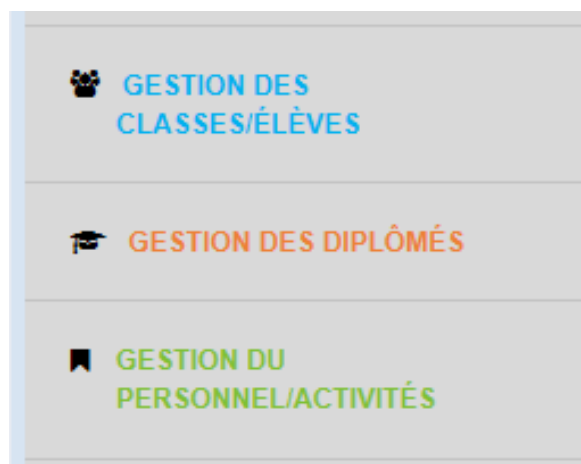 GESTION DES
CLASSES/ÉLÈVES
GESTION DES DIPLÔMÉS
GESTION DU
PERSONNEL/ACTIVITÉS